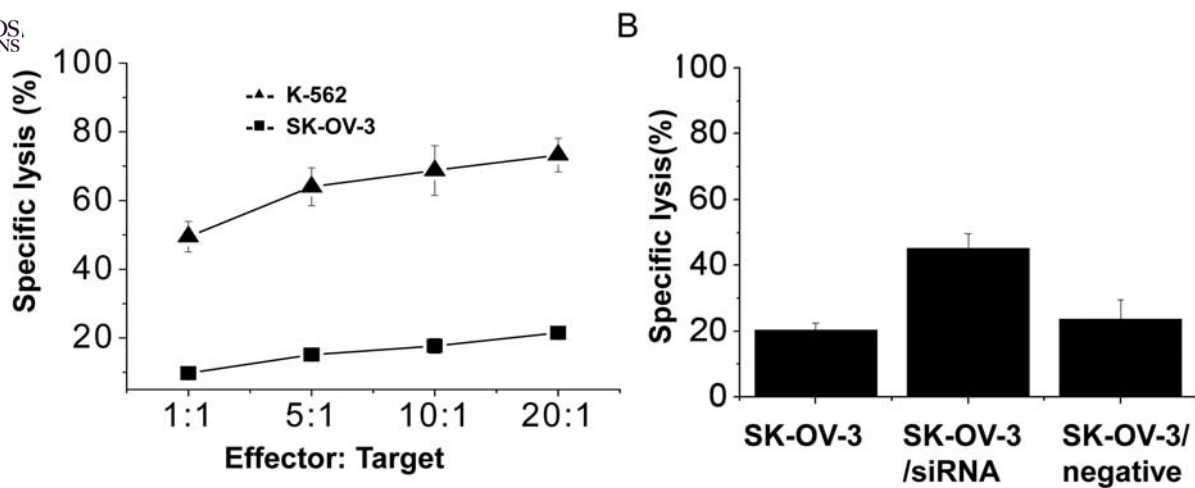 OS,
NS
Specific lysis (%)
100
80
60
40
20
K-562
SK-OV-3
1:1 5:1 10:1 20:1
Effector: Target
B
Specific lysis(%)
100
80
60
40
20
0
SK-OV-3 SK-OV-3 SK-OV-3/
/siRNA negative